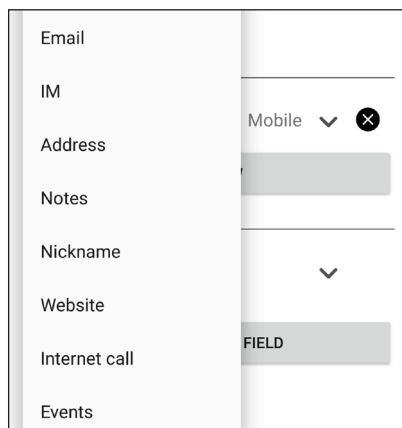 Email
IM
Address
Mobile
Notes
Nickname
Website
Internet call
FIELD
Events